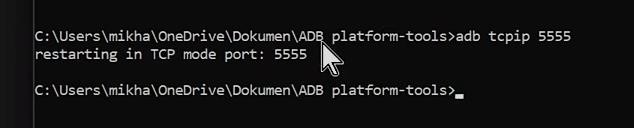 C:\Users\mikha\OneDrive\Dokumen\ADB platform-tools>adb tcpip 5555
restarting in TCP mode port: 5555
C:\Users\mikha\OneDrive\Dokumen\ADB platform-tools>